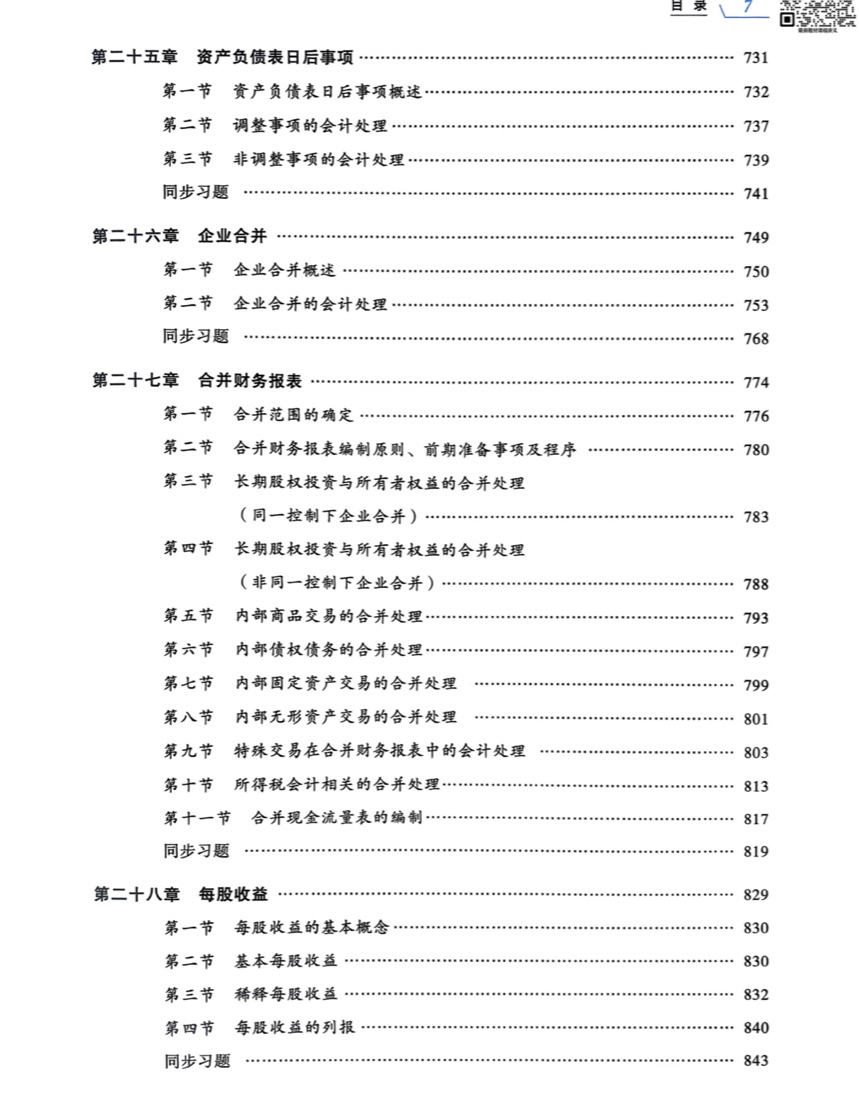 目 录 7
第二十五章 资产负债表日后事项 …… 731
第一节 资产负债表日后事项概述 …… 732
第二节 调整事项的会计处理 …… 737
第三节 非调整事项的会计处理 …… 739
同步习题 …… 741
第二十六章 企业合并 …… 749
第一节 企业合并概述 …… 750
第二节 企业合并的会计处理 …… 753
同步习题 …… 768
第二十七章 合并财务报表 …… 774
第一节 合并范围的确定 …… 776
第二节 合并财务报表编制原则、前期准备事项及程序 …… 780
第三节 长期股权投资与所有者权益的合并处理
（同一控制下企业合并） …… 783
第四节 长期股权投资与所有者权益的合并处理
（非同一控制下企业合并） …… 788
第五节 内部商品交易的合并处理 …… 793
第六节 内部债权债务的合并处理 …… 797
第七节 内部固定资产交易的合并处理 …… 799
第八节 内部无形资产交易的合并处理 …… 801
第九节 特殊交易在合并财务报表中的会计处理 …… 803
第十节 所得税会计相关的合并处理 …… 813
第十一节 合并现金流量表的编制 …… 817
同步习题 …… 819
第二十八章 每股收益 …… 829
第一节 每股收益的基本概念 …… 830
第二节 基本每股收益 …… 830
第三节 稀释每股收益 …… 832
第四节 每股收益的列报 …… 840
同步习题 …… 843